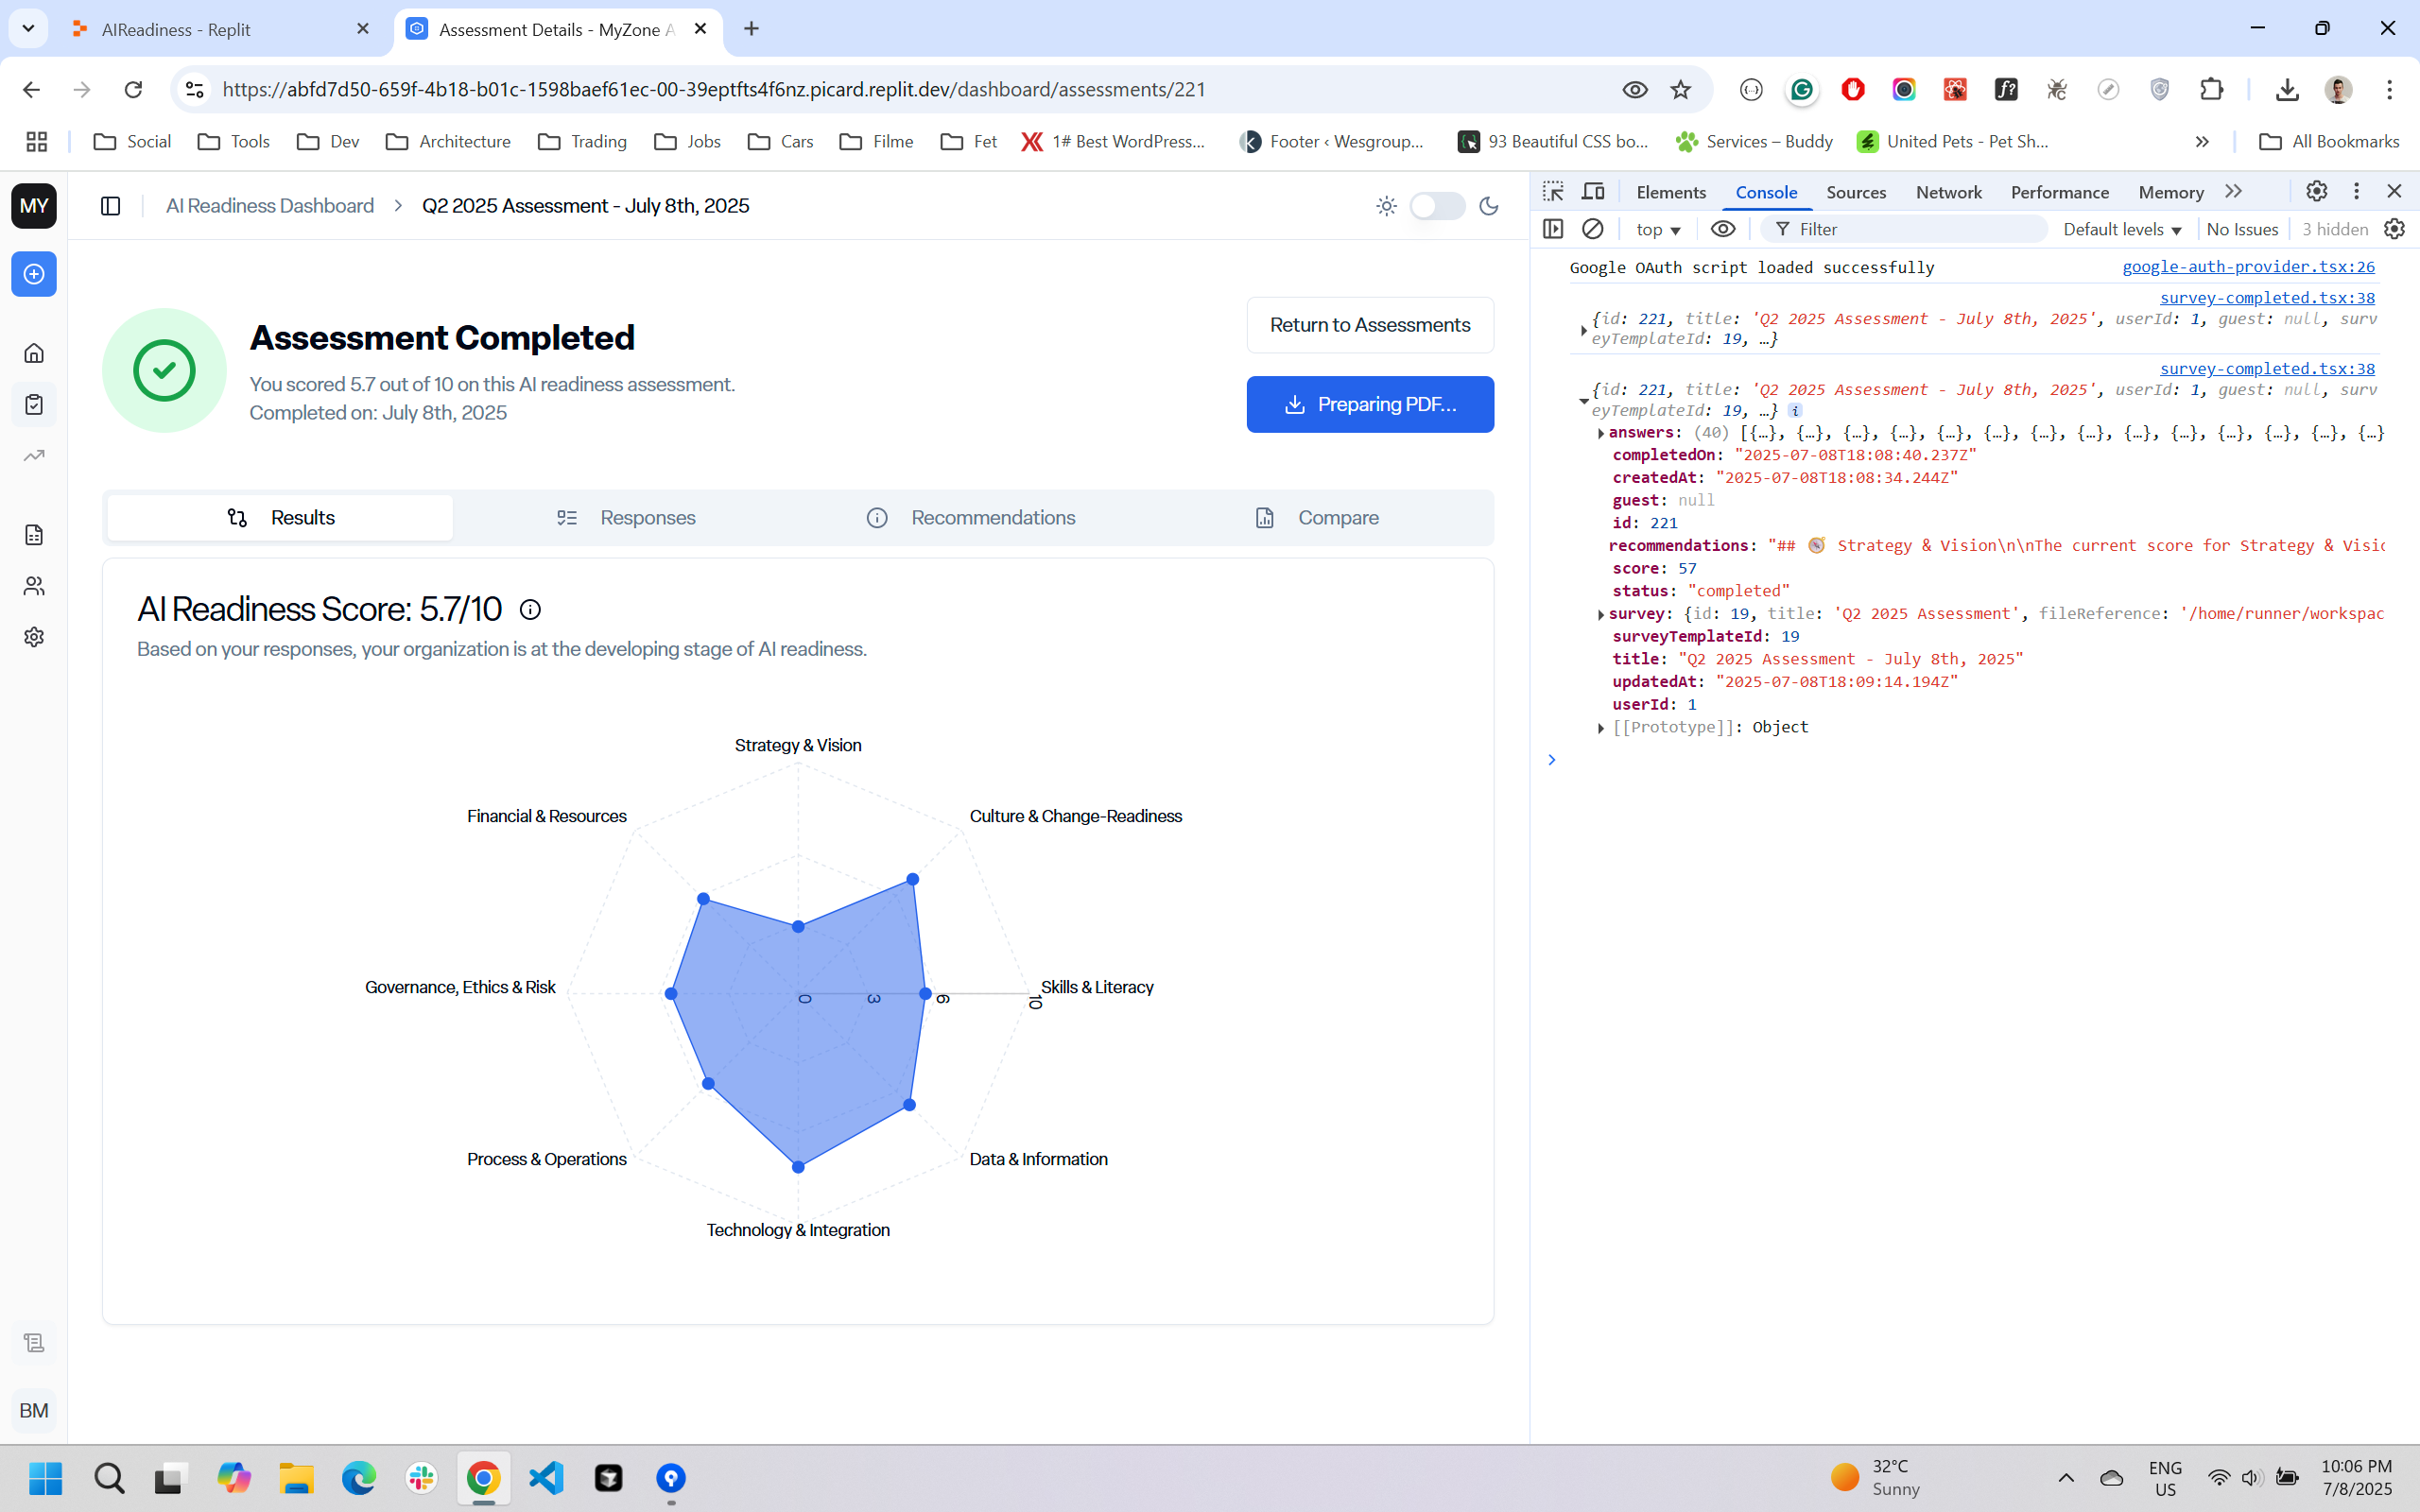 AIReadiness - Replit
Assessment Details - MyZone A
https://abfd7d50-659f-4b18-b01c-1598baef61ec-00-39eptfts4f6nz.picard.replit.dev/dashboard/assessments/221
Social
Tools
Dev
Architecture
Trading
Jobs
Cars
Filme
Fet
1# Best WordPress...
Footer ‹ Wesgroup...
93 Beautiful CSS bo...
Services – Buddy
United Pets - Pet Sh...
All Bookmarks
MY
AI Readiness Dashboard > Q2 2025 Assessment - July 8th, 2025
Assessment Completed
You scored 5.7 out of 10 on this AI readiness assessment.
Completed on: July 8th, 2025
Return to Assessments
Preparing PDF...
Results
Responses
Recommendations
Compare
AI Readiness Score: 5.7/10
Based on your responses, your organization is at the developing stage of AI readiness.
Strategy & Vision
Financial & Resources
Culture & Change-Readiness
Governance, Ethics & Risk
0
3
6
10
Skills & Literacy
Process & Operations
Data & Information
Technology & Integration
BM
Elements
Console
Sources
Network
Performance
Memory
top
Filter
Default levels
No Issues
3 hidden
Google OAuth script loaded successfully
google-auth-provider.tsx:26
survey-completed.tsx:38
{id: 221, title: 'Q2 2025 Assessment - July 8th, 2025', userId: 1, guest: null, surv
eyTemplateId: 19, …}
survey-completed.tsx:38
{id: 221, title: 'Q2 2025 Assessment - July 8th, 2025', userId: 1, guest: null, surv
eyTemplateId: 19, …} i
answers: (40) [{…}, {…}, {…}, {…}, {…}, {…}, {…}, {…}, {…}, {…}, {…}, {…}, {…}, {…}
completedOn: "2025-07-08T18:08:40.237Z"
createdAt: "2025-07-08T18:08:34.244Z"
guest: null
id: 221
recommendations: "## 🧭 Strategy & Vision\n\nThe current score for Strategy & Visi
score: 57
status: "completed"
survey: {id: 19, title: 'Q2 2025 Assessment', fileReference: '/home/runner/workspac
surveyTemplateId: 19
title: "Q2 2025 Assessment - July 8th, 2025"
updatedAt: "2025-07-08T18:09:14.194Z"
userId: 1
[[Prototype]]: Object
32°C
Sunny
ENG
US
10:06 PM
7/8/2025